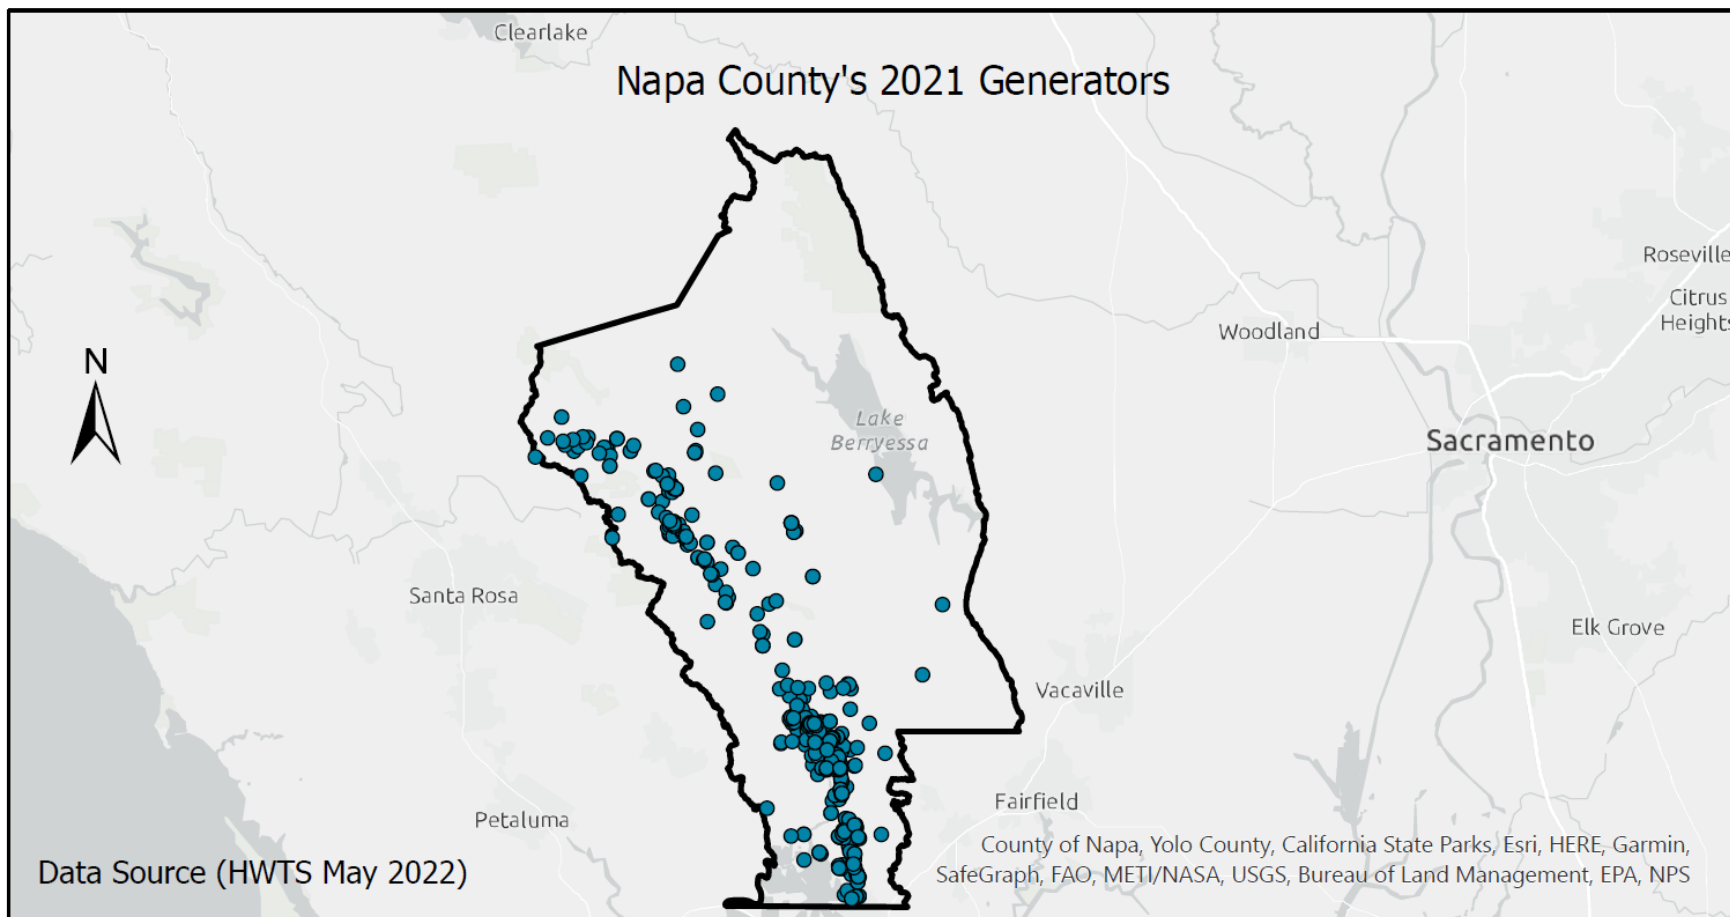 Clearlake
Napa County's 2021 Generators
Roseville
Citrus
Heights
Woodland
N
Lake
Berryessa
Sacramento
Santa Rosa
Elk Grove
Vacaville
Fairfield
Petaluma
County of Napa, Yolo County, California State Parks, Esri, HERE, Garmin,
SafeGraph, FAO, METI/NASA, USGS, Bureau of Land Management, EPA, NPS
Data Source (HWTS May 2022)